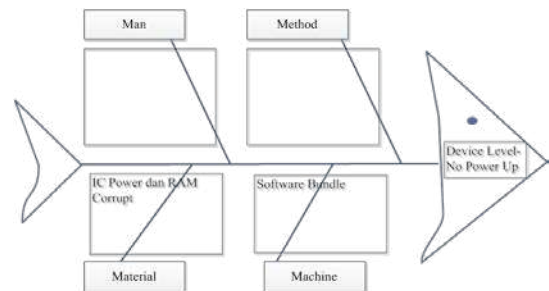 Man
Method
Device Level-
No Power Up
IC Power dan RAM
Corrupt
Software Bundle
Material
Machine